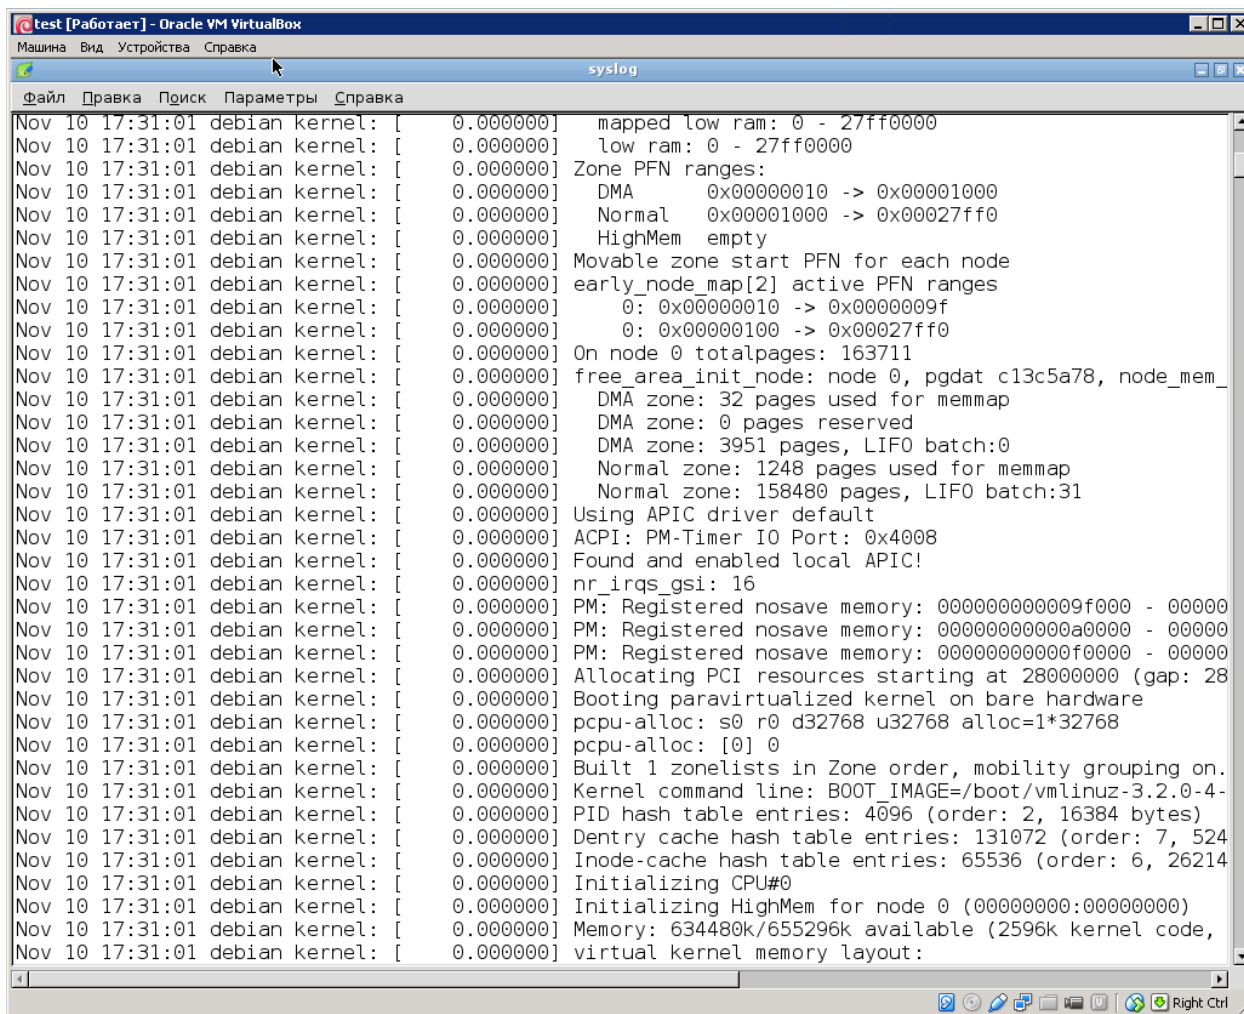 test [Работает] - Oracle VM VirtualBox
Машина Вид Устройства Справка
syslog
Файл Правка Поиск Параметры Справка
Nov 10 17:31:01 debian kernel: [    0.000000]   mapped low ram: 0 - 27ff0000
Nov 10 17:31:01 debian kernel: [    0.000000]   low ram: 0 - 27ff0000
Nov 10 17:31:01 debian kernel: [    0.000000] Zone PFN ranges:
Nov 10 17:31:01 debian kernel: [    0.000000]   DMA      0x00000010 -> 0x00001000
Nov 10 17:31:01 debian kernel: [    0.000000]   Normal   0x00001000 -> 0x00027ff0
Nov 10 17:31:01 debian kernel: [    0.000000]   HighMem  empty
Nov 10 17:31:01 debian kernel: [    0.000000] Movable zone start PFN for each node
Nov 10 17:31:01 debian kernel: [    0.000000] early_node_map[2] active PFN ranges
Nov 10 17:31:01 debian kernel: [    0.000000]     0: 0x00000010 -> 0x0000009f
Nov 10 17:31:01 debian kernel: [    0.000000]     0: 0x00000100 -> 0x00027ff0
Nov 10 17:31:01 debian kernel: [    0.000000] On node 0 totalpages: 163711
Nov 10 17:31:01 debian kernel: [    0.000000] free_area_init_node: node 0, pgdat c13c5a78, node_mem_
Nov 10 17:31:01 debian kernel: [    0.000000]   DMA zone: 32 pages used for memmap
Nov 10 17:31:01 debian kernel: [    0.000000]   DMA zone: 0 pages reserved
Nov 10 17:31:01 debian kernel: [    0.000000]   DMA zone: 3951 pages, LIFO batch:0
Nov 10 17:31:01 debian kernel: [    0.000000]   Normal zone: 1248 pages used for memmap
Nov 10 17:31:01 debian kernel: [    0.000000]   Normal zone: 158480 pages, LIFO batch:31
Nov 10 17:31:01 debian kernel: [    0.000000] Using APIC driver default
Nov 10 17:31:01 debian kernel: [    0.000000] ACPI: PM-Timer IO Port: 0x4008
Nov 10 17:31:01 debian kernel: [    0.000000] Found and enabled local APIC!
Nov 10 17:31:01 debian kernel: [    0.000000] nr_irqs_gsi: 16
Nov 10 17:31:01 debian kernel: [    0.000000] PM: Registered nosave memory: 000000000009f000 - 00000
Nov 10 17:31:01 debian kernel: [    0.000000] PM: Registered nosave memory: 00000000000a0000 - 00000
Nov 10 17:31:01 debian kernel: [    0.000000] PM: Registered nosave memory: 00000000000f0000 - 00000
Nov 10 17:31:01 debian kernel: [    0.000000] Allocating PCI resources starting at 28000000 (gap: 28
Nov 10 17:31:01 debian kernel: [    0.000000] Booting paravirtualized kernel on bare hardware
Nov 10 17:31:01 debian kernel: [    0.000000] pcpu-alloc: s0 r0 d32768 u32768 alloc=1*32768
Nov 10 17:31:01 debian kernel: [    0.000000] pcpu-alloc: [0] 0
Nov 10 17:31:01 debian kernel: [    0.000000] Built 1 zonelists in Zone order, mobility grouping on.
Nov 10 17:31:01 debian kernel: [    0.000000] Kernel command line: BOOT_IMAGE=/boot/vmlinuz-3.2.0-4-
Nov 10 17:31:01 debian kernel: [    0.000000] PID hash table entries: 4096 (order: 2, 16384 bytes)
Nov 10 17:31:01 debian kernel: [    0.000000] Dentry cache hash table entries: 131072 (order: 7, 524
Nov 10 17:31:01 debian kernel: [    0.000000] Inode-cache hash table entries: 65536 (order: 6, 26214
Nov 10 17:31:01 debian kernel: [    0.000000] Initializing CPU#0
Nov 10 17:31:01 debian kernel: [    0.000000] Initializing HighMem for node 0 (00000000:00000000)
Nov 10 17:31:01 debian kernel: [    0.000000] Memory: 634480k/655296k available (2596k kernel code,
Nov 10 17:31:01 debian kernel: [    0.000000] virtual kernel memory layout:
Right Ctrl